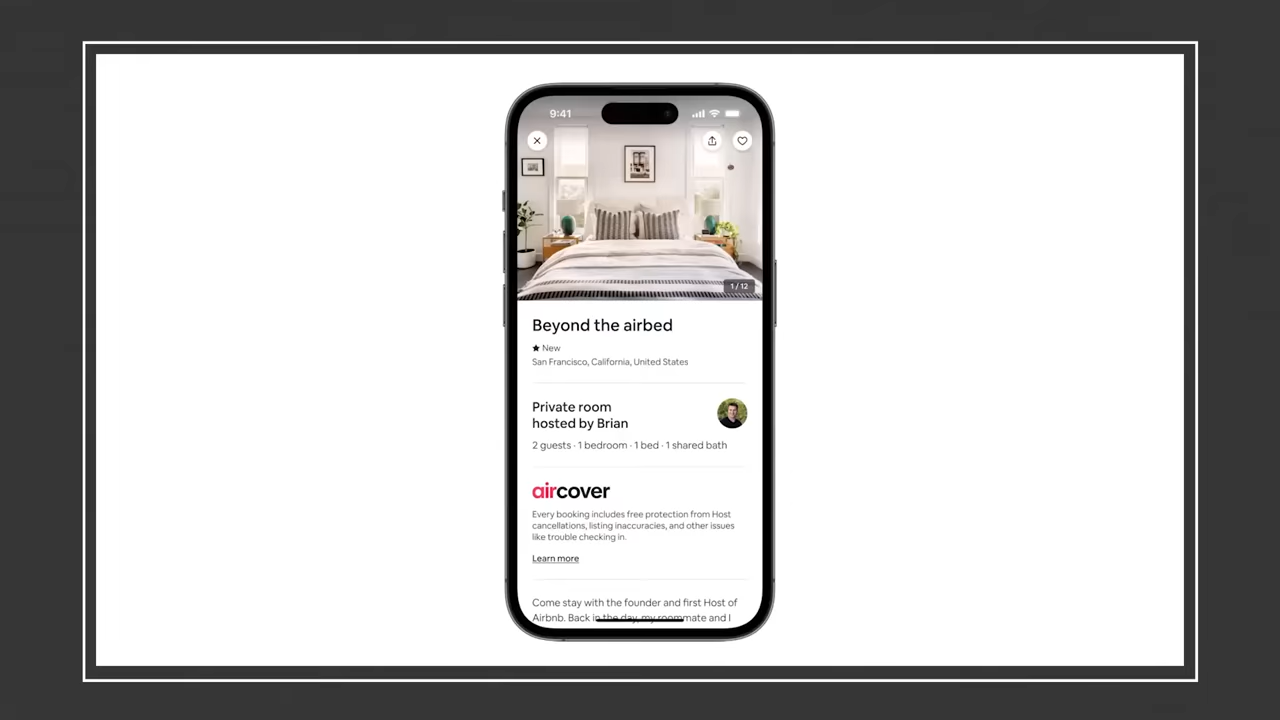 9:41
1 / 12
Beyond the airbed
New
San Francisco, California, United States
Private room
hosted by Brian
2 guests · 1 bedroom · 1 bed · 1 shared bath
aircover
Every booking includes free protection from Host
cancellations, listing inaccuracies, and other issues
like trouble checking in.
Learn more
Come stay with the founder and first Host of
Airbnb. Back in the day, my roommate and I